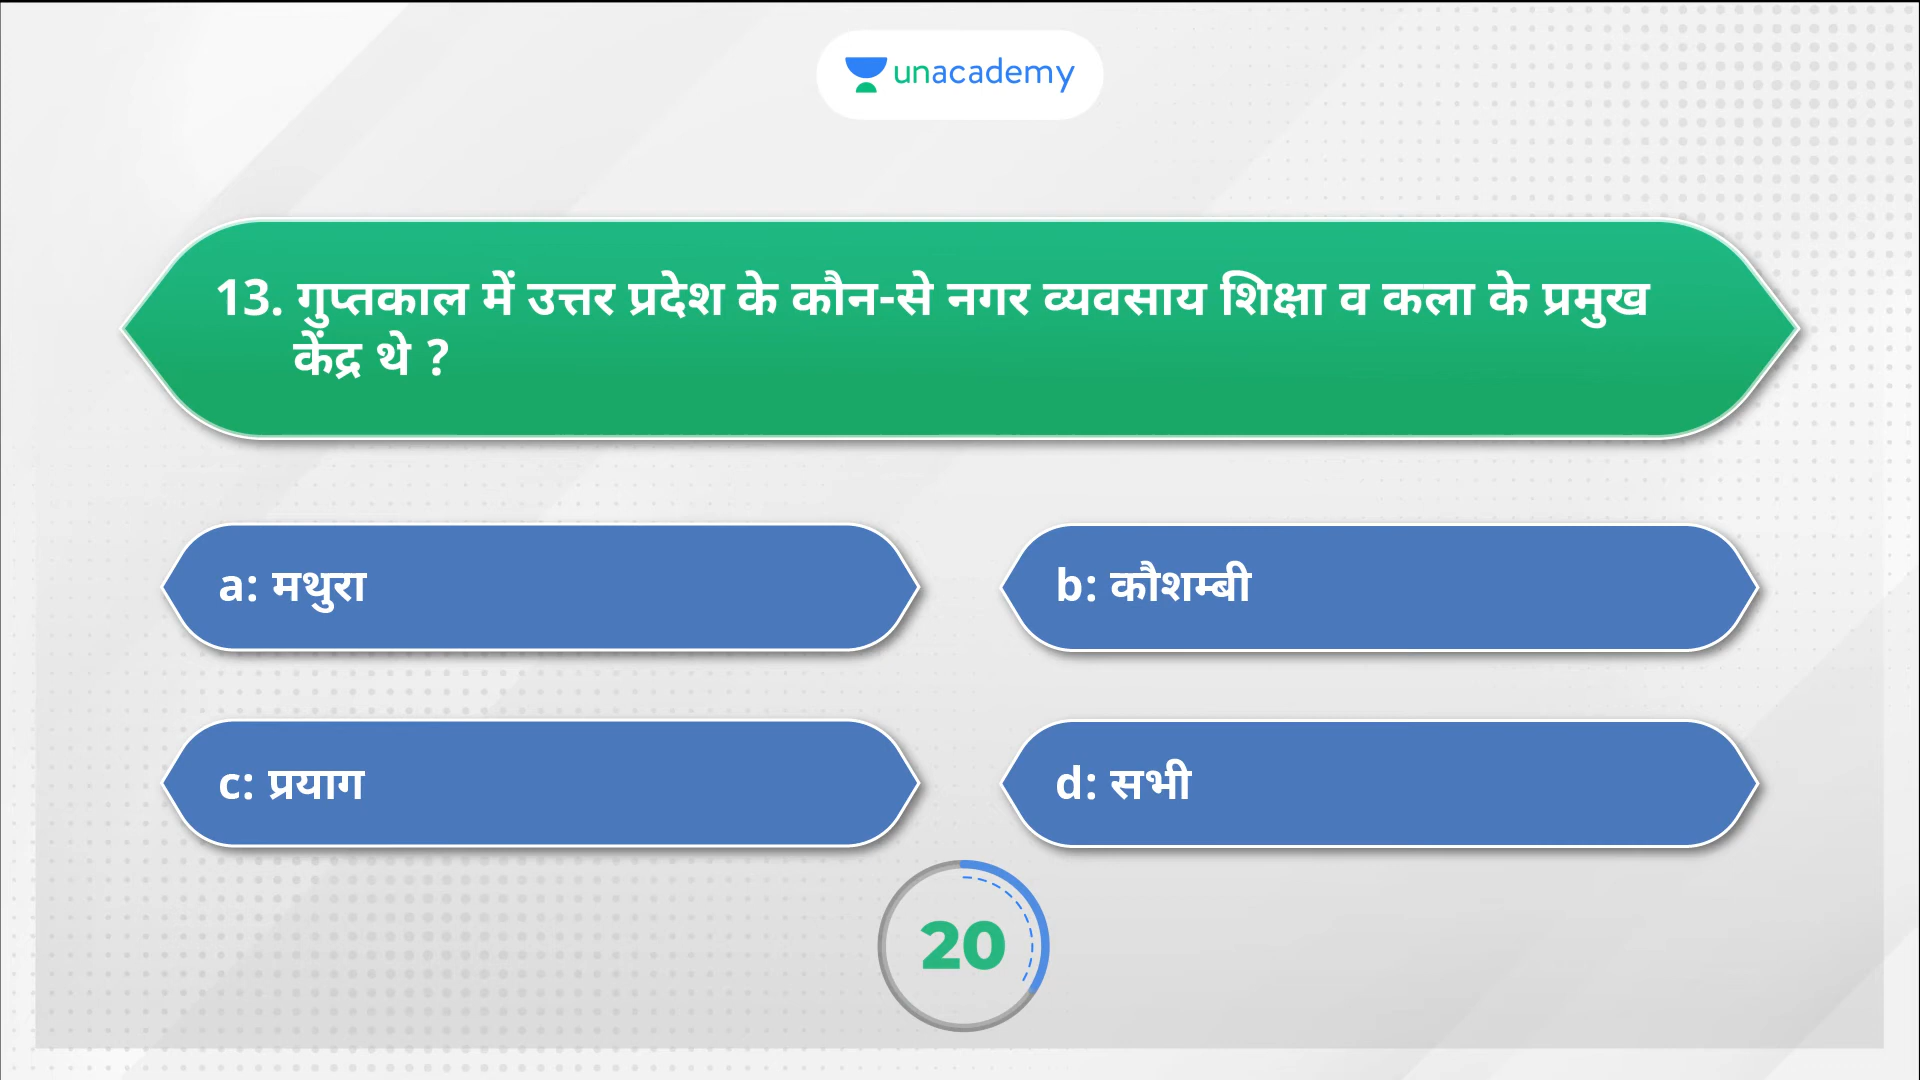 unacademy
13. गुप्तकाल में उत्तर प्रदेश के कौन-से नगर व्यवसाय शिक्षा व कला के प्रमुख
केंद्र थे ?
a: मथुरा
b: कौशम्बी
c: प्रयाग
d: सभी
20